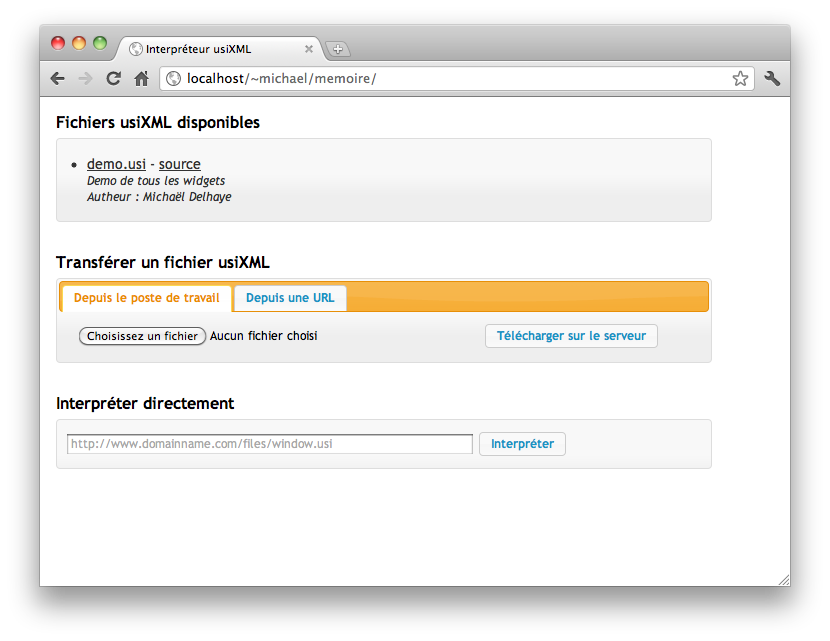 Interpréteur usiXML
localhost/~michael/memoire/
Fichiers usiXML disponibles
demo.usi - source
Demo de tous les widgets
Autheur : Michaël Delhaye
Transférer un fichier usiXML
Depuis le poste de travail Depuis une URL
Choisissez un fichier Aucun fichier choisi Télécharger sur le serveur
Interpréter directement
http://www.domainname.com/files/window.usi Interpréter